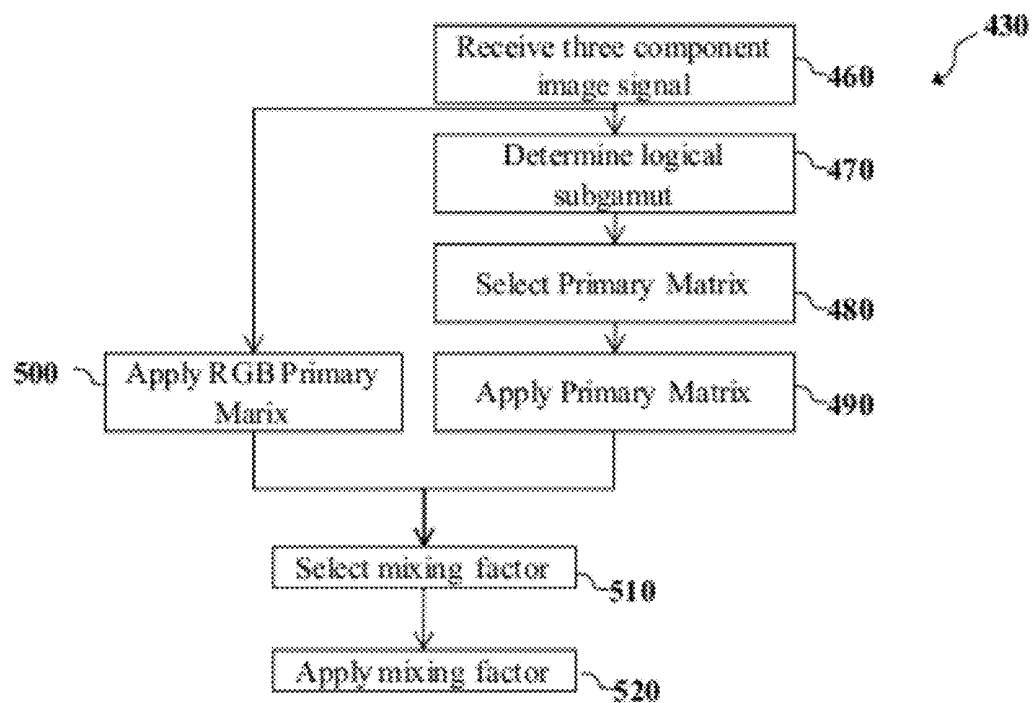 430
Receive three component
image signal
460
Determine logical
subgamut
470
Select Primary Matrix
480
500
Apply RGB Primary
Marix
Apply Primary Matrix
490
Select mixing factor
510
Apply mixing factor
520